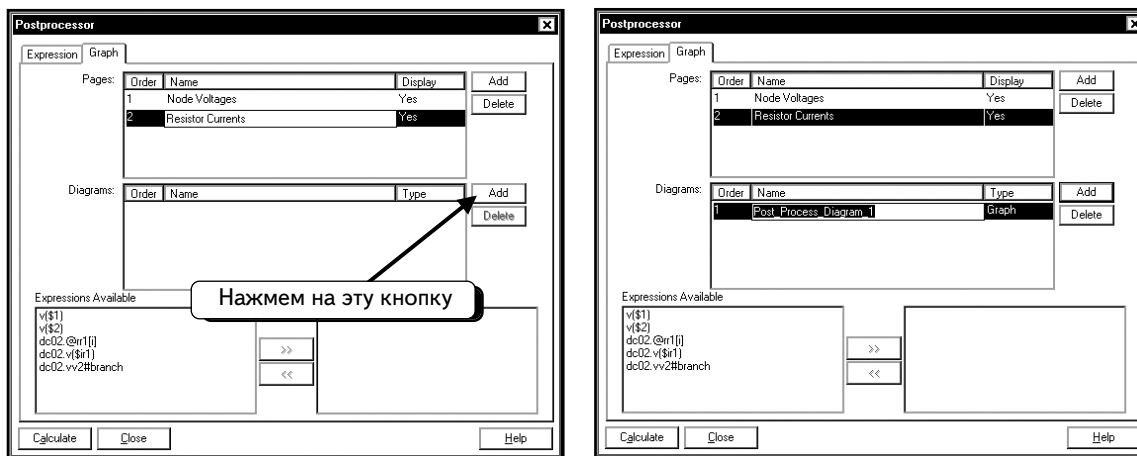 Postprocessor
Expression Graph
Pages: Order Name Display Add
1 Node Voltages Yes Delete
2 Resistor Currents Yes
Diagrams: Order Name Type Add
Delete
Нажмем на эту кнопку
Expressions Available
v($1)
v($2)
dc02.@rr1[i]
dc02.v($ir1)
dc02.vv2#branch
>>
<<
Calculate Close Help
Postprocessor
Expression Graph
Pages: Order Name Display Add
1 Node Voltages Yes Delete
2 Resistor Currents Yes
Diagrams: Order Name Type Add
1 Post_Process_Diagram_1 Graph Delete
Expressions Available
v($1)
v($2)
dc02.@rr1[i]
dc02.v($ir1)
dc02.vv2#branch
>>
<<
Calculate Close Help